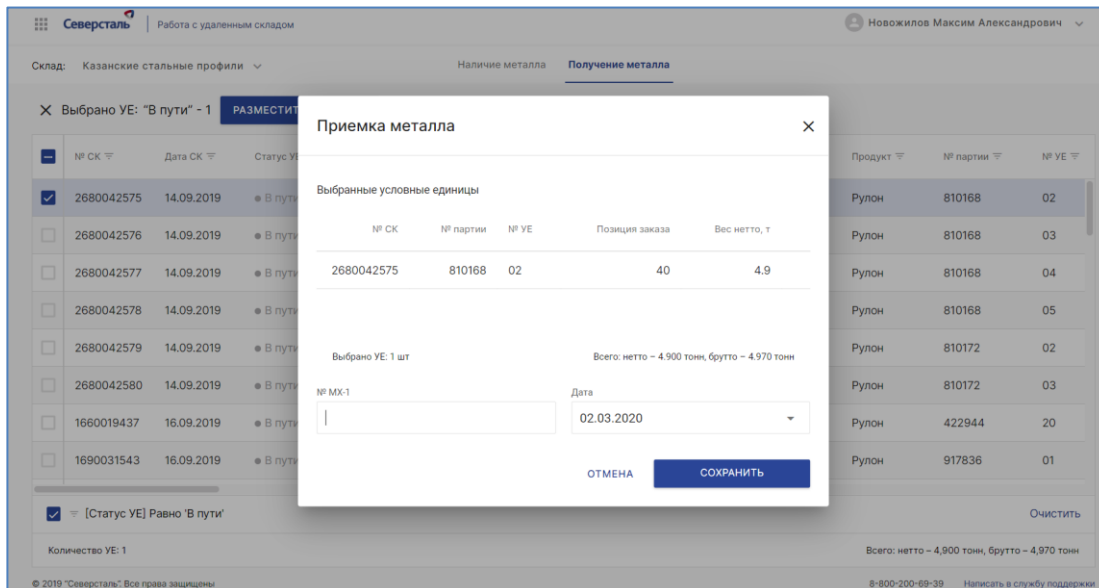 Северсталь Работа с удаленным складом Новожилов Максим Александрович
Склад: Казанские стальные профили Наличие металла Получение металла
Выбрано УЕ: "В пути" - 1 РАЗМЕСТИТ
Приемка металла
№ СК Дата СК Статус УЕ Продукт № партии № УЕ
Выбранные условные единицы
2680042575 14.09.2019 В пути Рулон 810168 02
№ СК № партии № УЕ Позиция заказа Вес нетто, т
2680042576 14.09.2019 В пути Рулон 810168 03
2680042575 810168 02 40 4.9
2680042577 14.09.2019 В пути Рулон 810168 04
2680042578 14.09.2019 В пути Рулон 810168 05
2680042579 14.09.2019 В пути Рулон 810172 02
Выбрано УЕ: 1 шт Всего: нетто – 4.900 тонн, брутто – 4.970 тонн
2680042580 14.09.2019 В пути Рулон 810172 03
№ МХ-1 Дата
1660019437 16.09.2019 В пути Рулон 422944 20
02.03.2020
1690031543 16.09.2019 В пути Рулон 917836 01
ОТМЕНА СОХРАНИТЬ
[Статус УЕ] Равно 'В пути' Очистить
Количество УЕ: 1 Всего: нетто – 4,900 тонн, брутто – 4,970 тонн
© 2019 "Северсталь". Все права защищены 8-800-200-69-39 Написать в службу поддержки